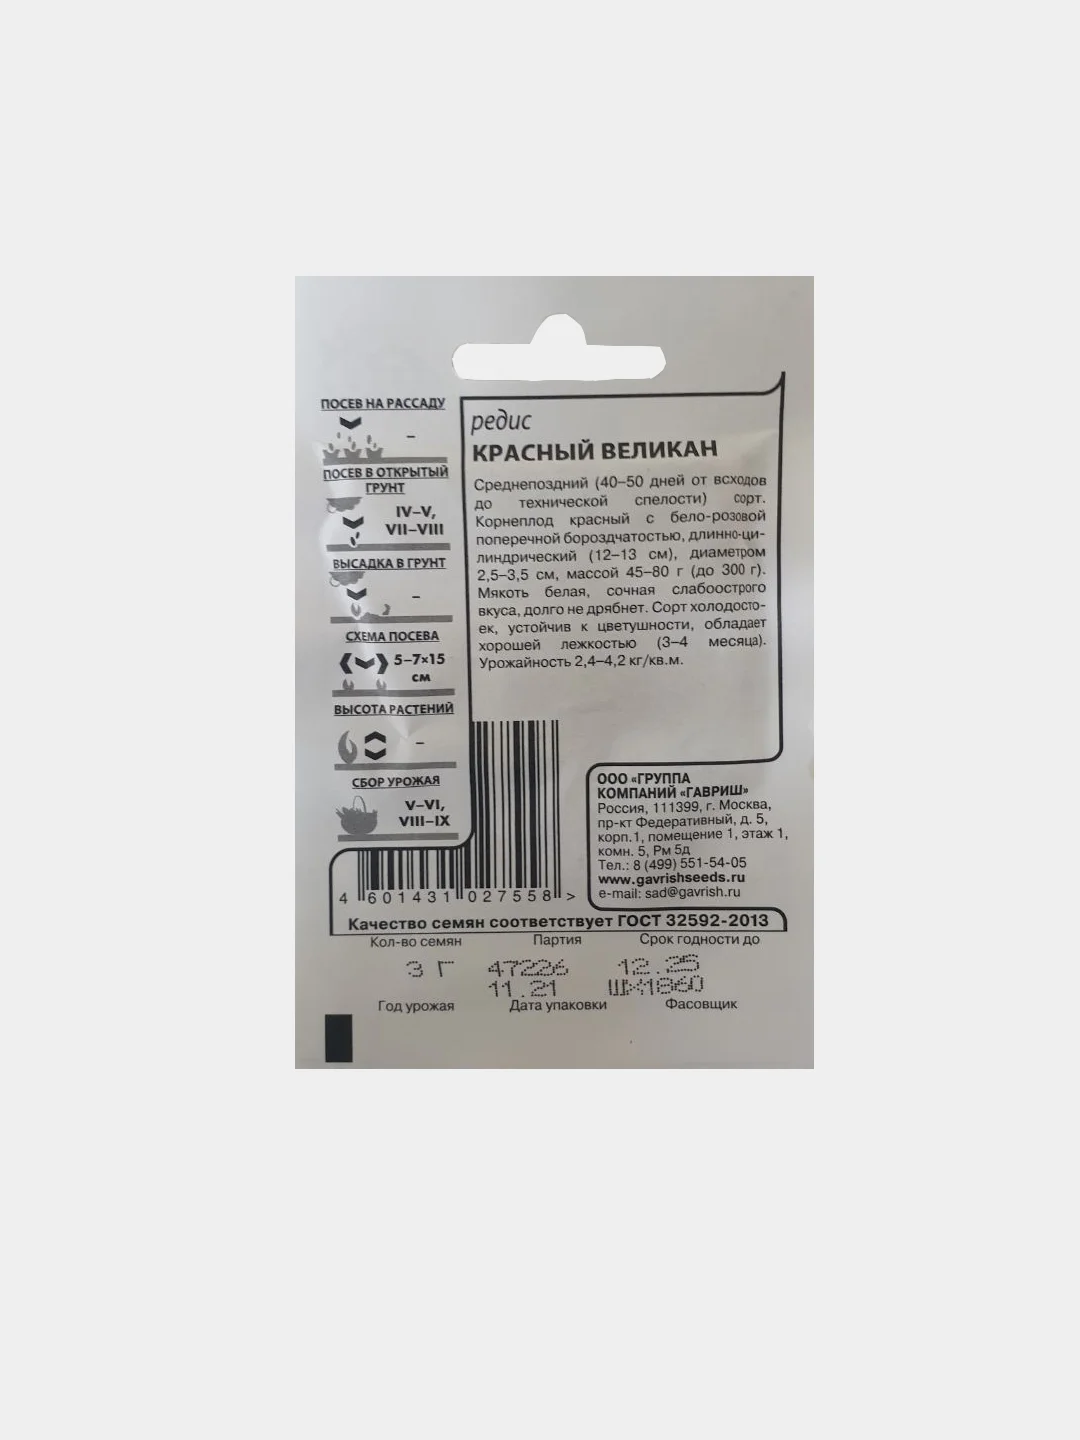 ПОСЕВ НА РАССАДУ
–
ПОСЕВ В ОТКРЫТЫЙ
ГРУНТ
IV–V,
VII–VIII
ВЫСАДКА В ГРУНТ
–
СХЕМА ПОСЕВА
5–7×15
см
ВЫСОТА РАСТЕНИЙ
–
СБОР УРОЖАЯ
V–VI,
VIII–IX
редис
КРАСНЫЙ ВЕЛИКАН
Среднепоздний (40–50 дней от всходов
до технической спелости) сорт.
Корнеплод красный с бело-розовой
поперечной бороздчатостью, длинно-ци-
линдрический (12–13 см), диаметром
2,5–3,5 см, массой 45–80 г (до 300 г).
Мякоть белая, сочная слабоострого
вкуса, долго не дрябнет. Сорт холодосто-
ек, устойчив к цветушности, обладает
хорошей лежкостью (3–4 месяца).
Урожайность 2,4–4,2 кг/кв.м.
ООО «ГРУППА
КОМПАНИЙ «ГАВРИШ»
Россия, 111399, г. Москва,
пр-кт Федеративный, д. 5,
корп.1, помещение 1, этаж 1,
комн. 5, Рм 5д
Тел.: 8 (499) 551-54-05
www.gavrishseeds.ru
e-mail: sad@gavrish.ru
4 601431 027558 >
Качество семян соответствует ГОСТ 32592-2013
Кол-во семян Партия Срок годности до
3 Г 47226 12.25
11.21 ШХ1860
Год урожая Дата упаковки Фасовщик